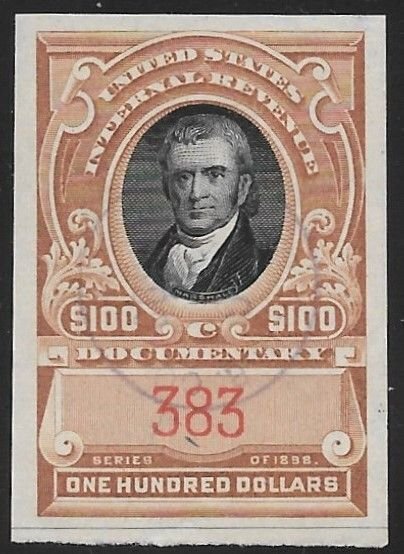 UNITED STATES
INTERNAL REVENUE
MARSHALL
$100 C $100
DOCUMENTARY
383
SERIES OF 1898.
ONE HUNDRED DOLLARS